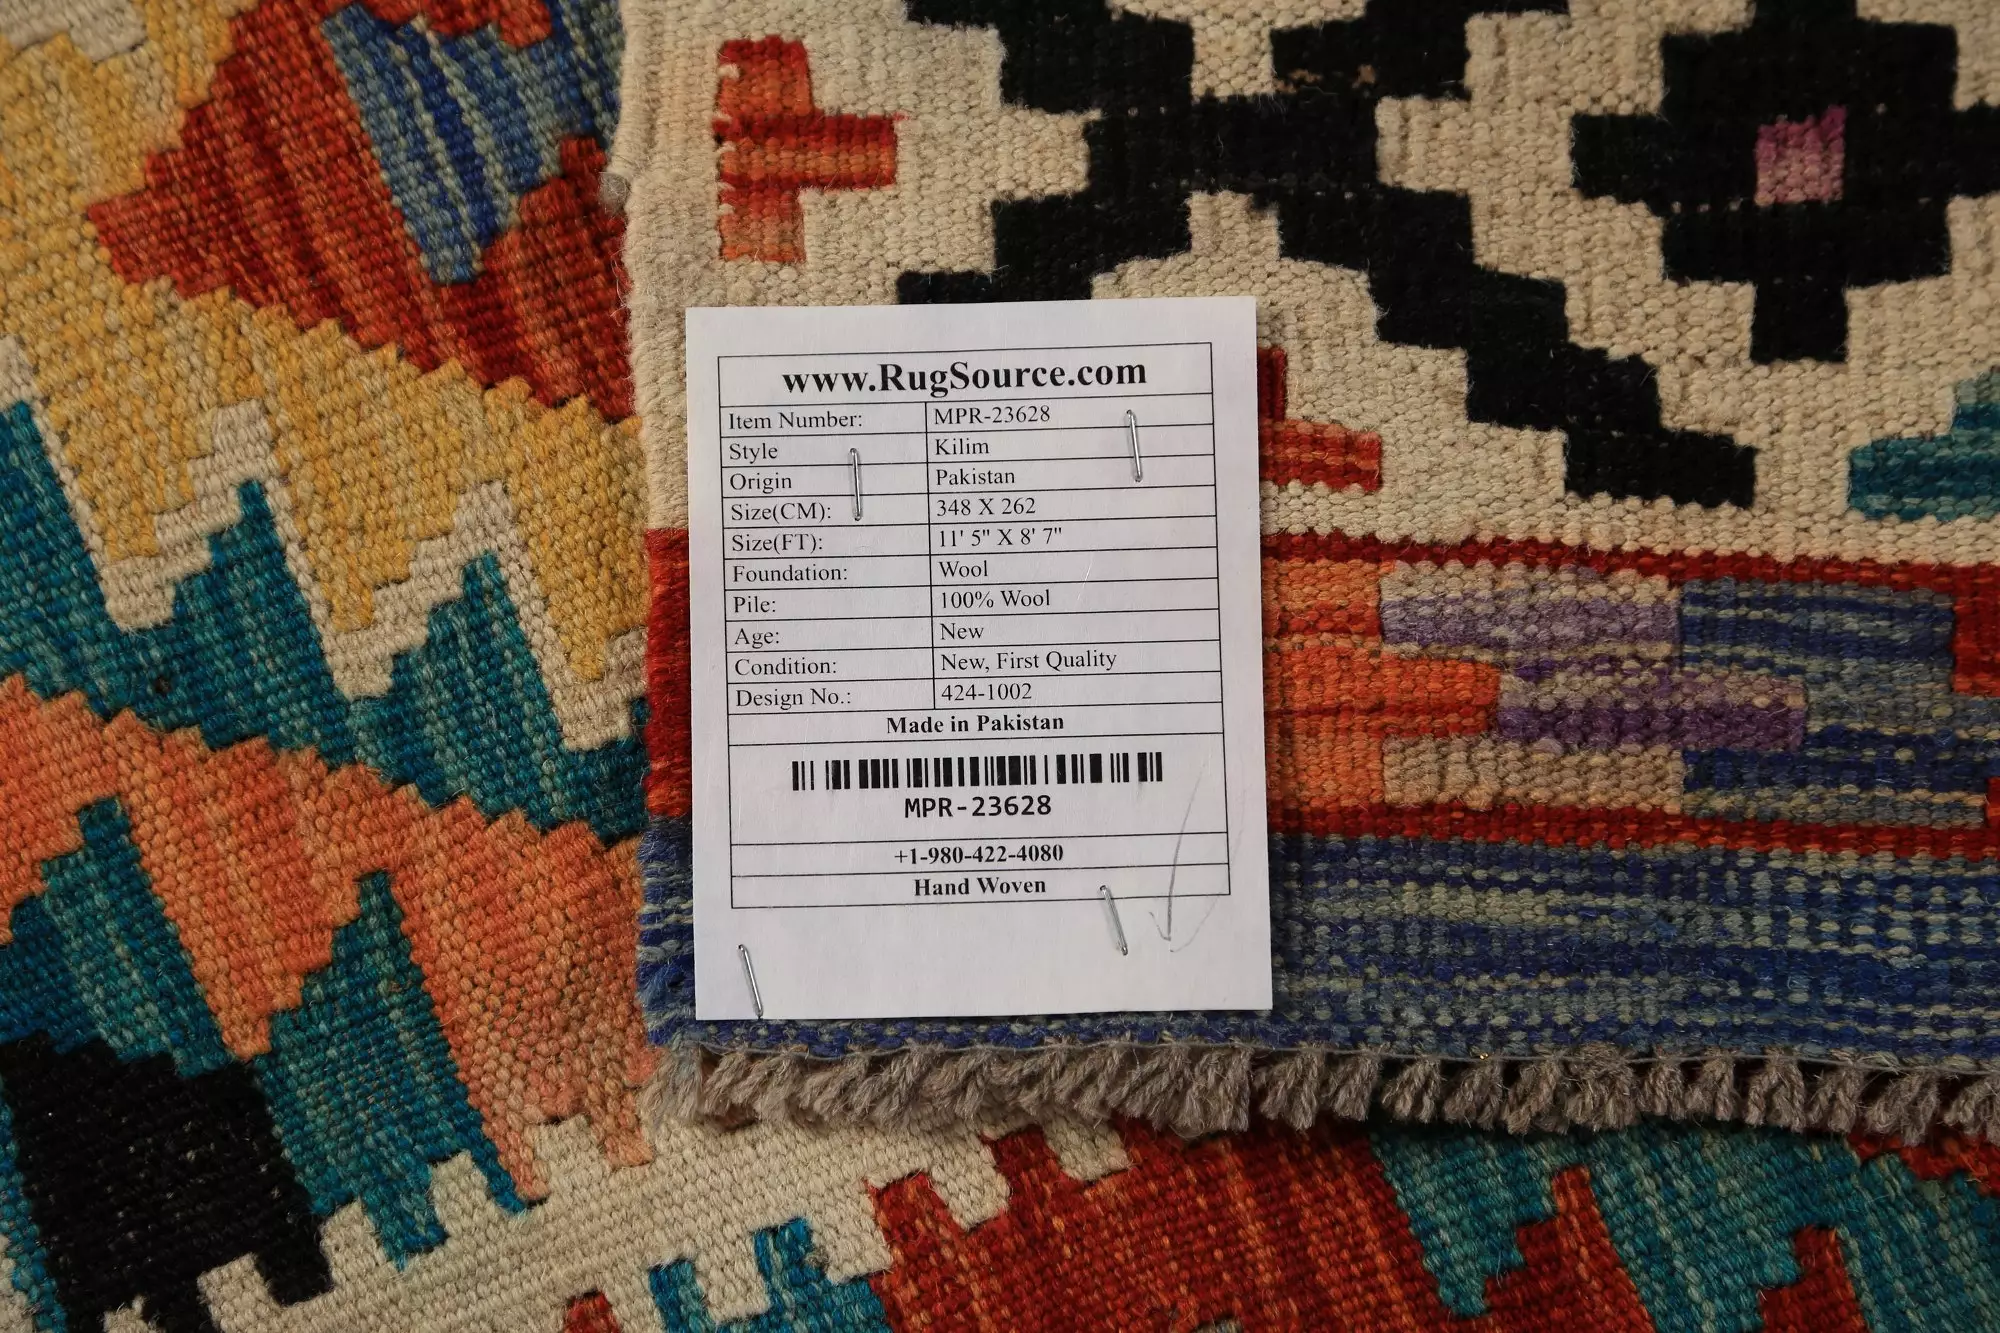 www.RugSource.com
Item Number: MPR-23628
Style Kilim
Origin Pakistan
Size(CM): 348 X 262
Size(FT): 11' 5" X 8' 7"
Foundation: Wool
Pile: 100% Wool
Age: New
Condition: New, First Quality
Design No.: 424-1002
Made in Pakistan
MPR-23628
+1-980-422-4080
Hand Woven